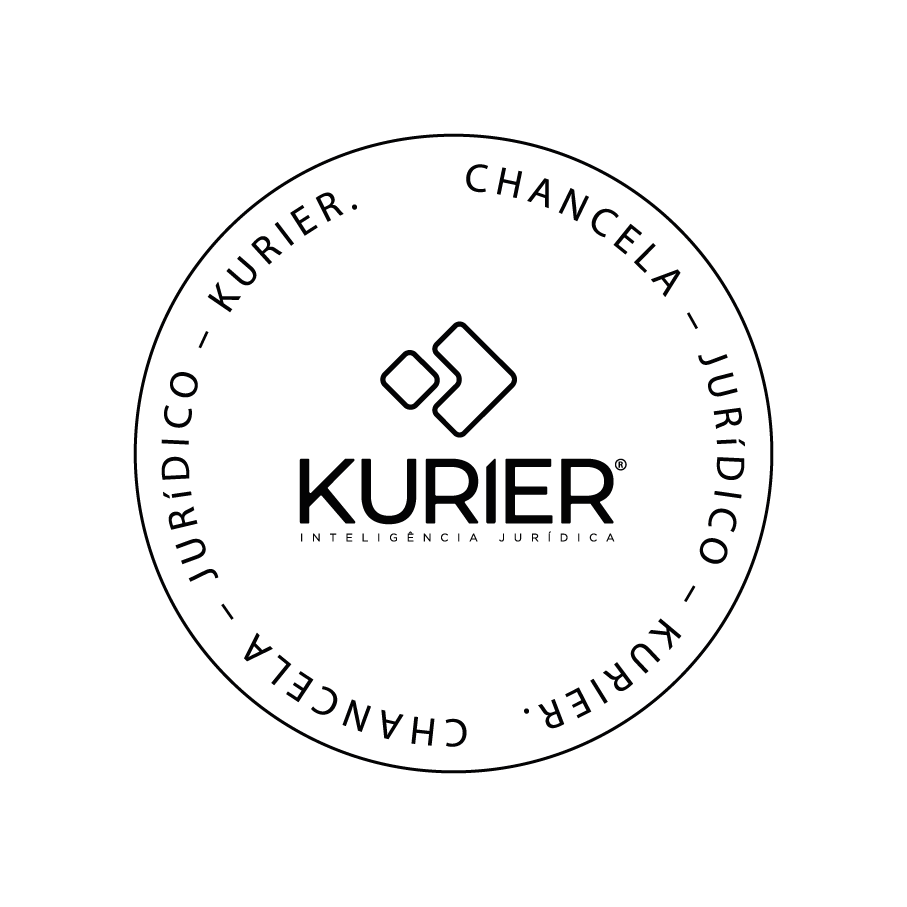 CHANCELA – JURíDICO – KURIER.
CHANCELA – JURíDICO – KURIER.
KURIER®
INTELIGÊNCIA JURÍDICA